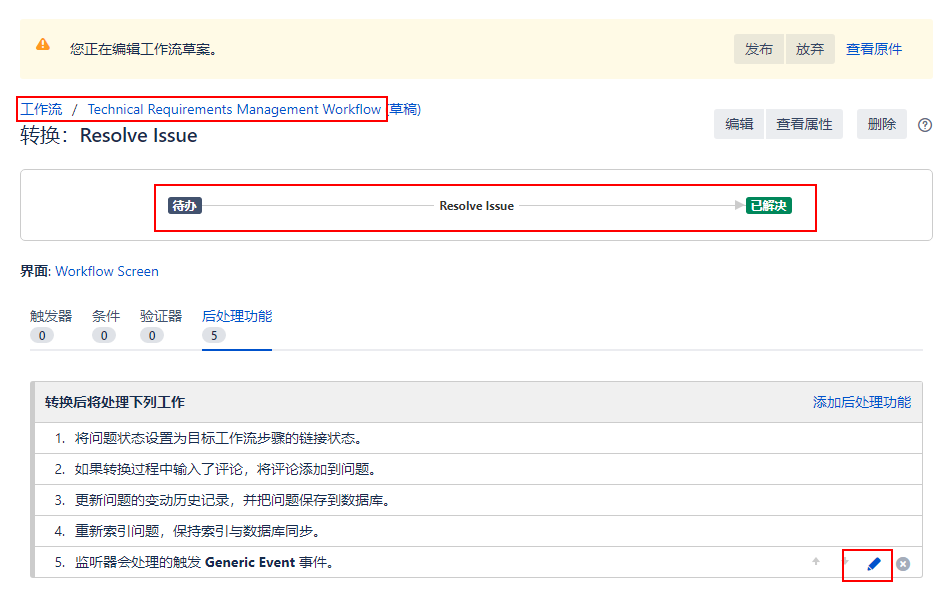 您正在编辑工作流草案。 发布 放弃 查看原件
工作流 / Technical Requirements Management Workflow (草稿)
转换：Resolve Issue 编辑 查看属性 删除
待办 Resolve Issue 已解决
界面: Workflow Screen
触发器 条件 验证器 后处理功能
0 0 0 5
转换后将处理下列工作 添加后处理功能
1. 将问题状态设置为目标工作流步骤的链接状态。
2. 如果转换过程中输入了评论，将评论添加到问题。
3. 更新问题的变动历史记录，并把问题保存到数据库。
4. 重新索引问题，保持索引与数据库同步。
5. 监听器会处理的触发 Generic Event 事件。